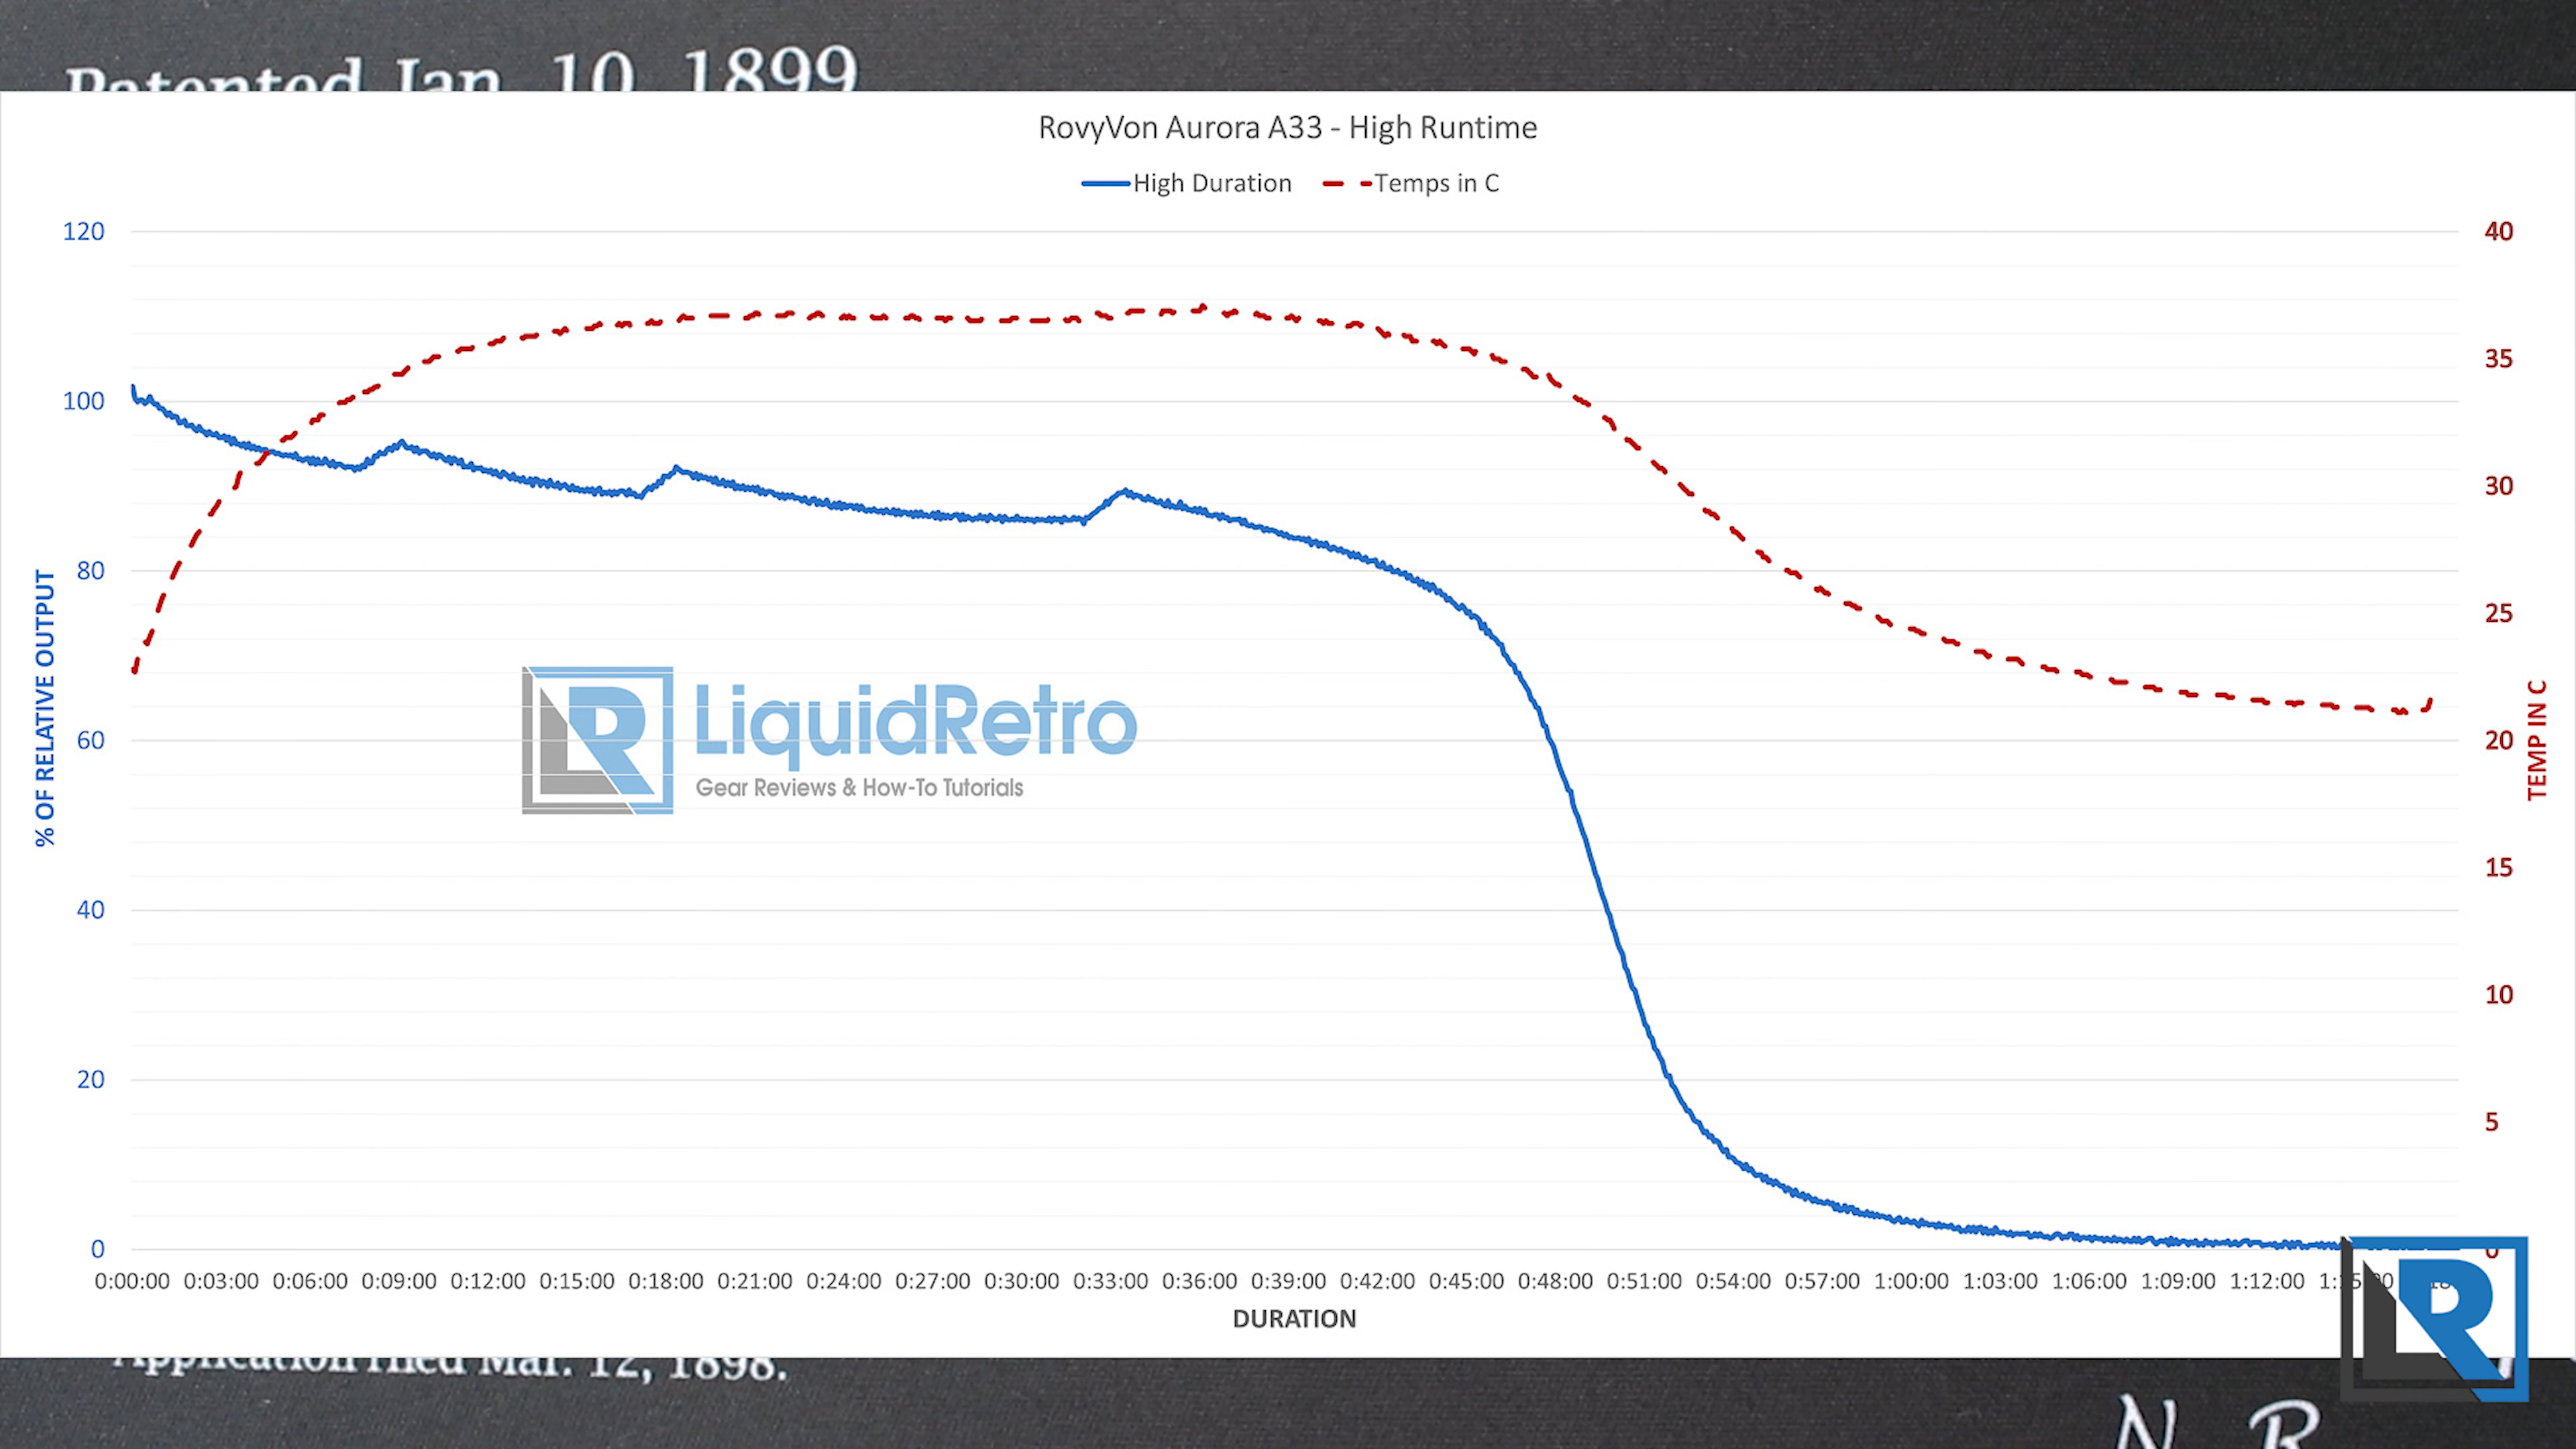 Patented Jan. 10, 1899
RovyVon Aurora A33 - High Runtime
High Duration Temps in C
120 40
35
100
30
80
25
60 20
15
40
10
20
5
0 0
% OF RELATIVE OUTPUT
TEMP IN C
LiquidRetro
Gear Reviews & How-To Tutorials
0:00:00 0:03:00 0:06:00 0:09:00 0:12:00 0:15:00 0:18:00 0:21:00 0:24:00 0:27:00 0:30:00 0:33:00 0:36:00 0:39:00 0:42:00 0:45:00 0:48:00 0:51:00 0:54:00 0:57:00 1:00:00 1:03:00 1:06:00 1:09:00 1:12:00
DURATION
Application filed Mar. 12, 1898.
N. R.